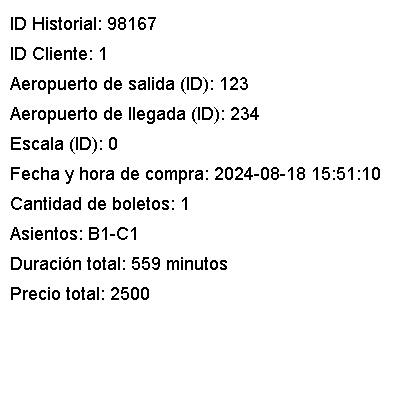 ID Historial: 98167
ID Cliente: 1
Aeropuerto de salida (ID): 123
Aeropuerto de llegada (ID): 234
Escala (ID): 0
Fecha y hora de compra: 2024-08-18 15:51:10
Cantidad de boletos: 1
Asientos: B1-C1
Duración total: 559 minutos
Precio total: 2500